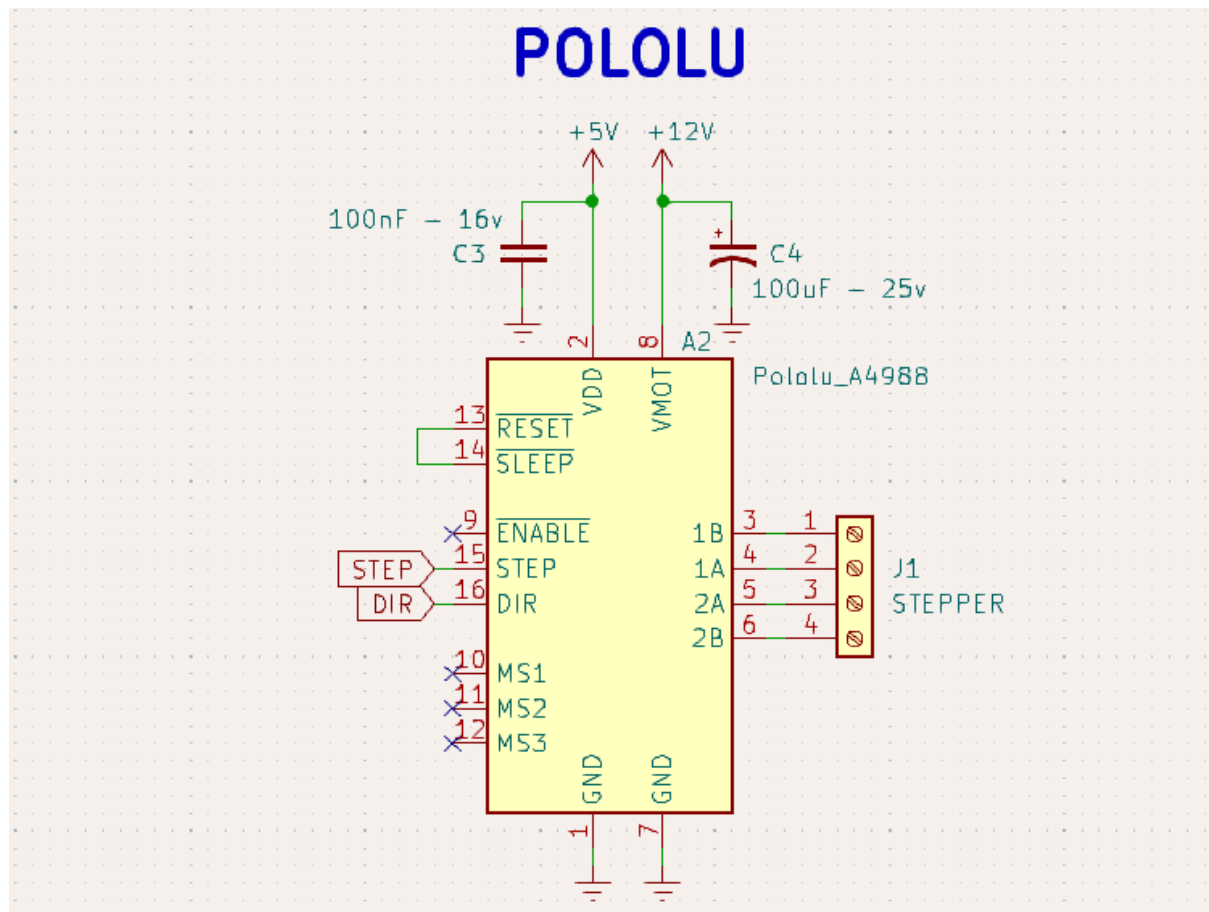 POLOLU
+5V +12V
100nF - 16v
C3
C4
100uF - 25v
2 8 A2
Pololu_A4988
VDD VMOT
13 RESET
14 SLEEP
9 ENABLE 1B 3 1
STEP 15 STEP 1A 4 2 J1
DIR 16 DIR 2A 5 3 STEPPER
2B 6 4
10 MS1
11 MS2
12 MS3
GND GND
1 7